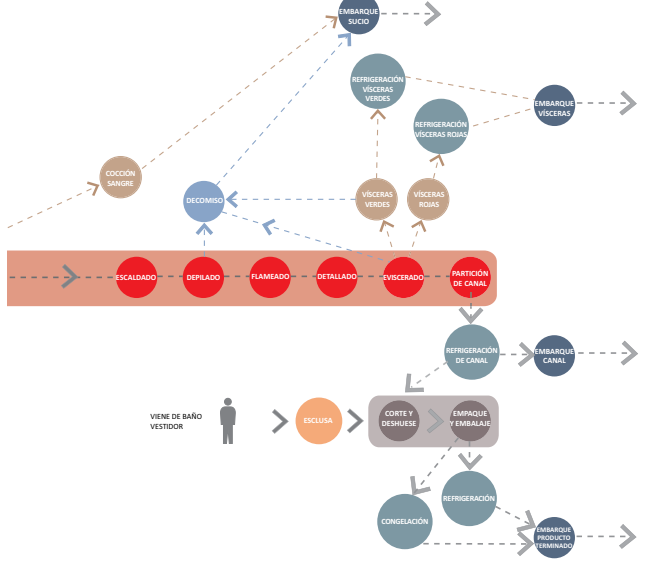 EMBARQUE
SUCIO
REFRIGERACIÓN
VÍSCERAS
VERDES
EMBARQUE
VÍSCERAS
REFRIGERACIÓN
VÍSCERAS ROJAS
COCCIÓN
SANGRE
DECOMISO
VÍSCERAS
VERDES
VÍSCERAS
ROJAS
ESCALDADO
DEPILADO
FLAMEADO
DETALLADO
EVISCERADO
PARTICIÓN
DE CANAL
REFRIGERACIÓN
DE CANAL
EMBARQUE
CANAL
VIENE DE BAÑO
VESTIDOR
ESCLUSA
CORTE Y
DESHUESE
EMPAQUE
Y EMBALAJE
REFRIGERACIÓN
CONGELACIÓN
EMBARQUE
PRODUCTO
TERMINADO